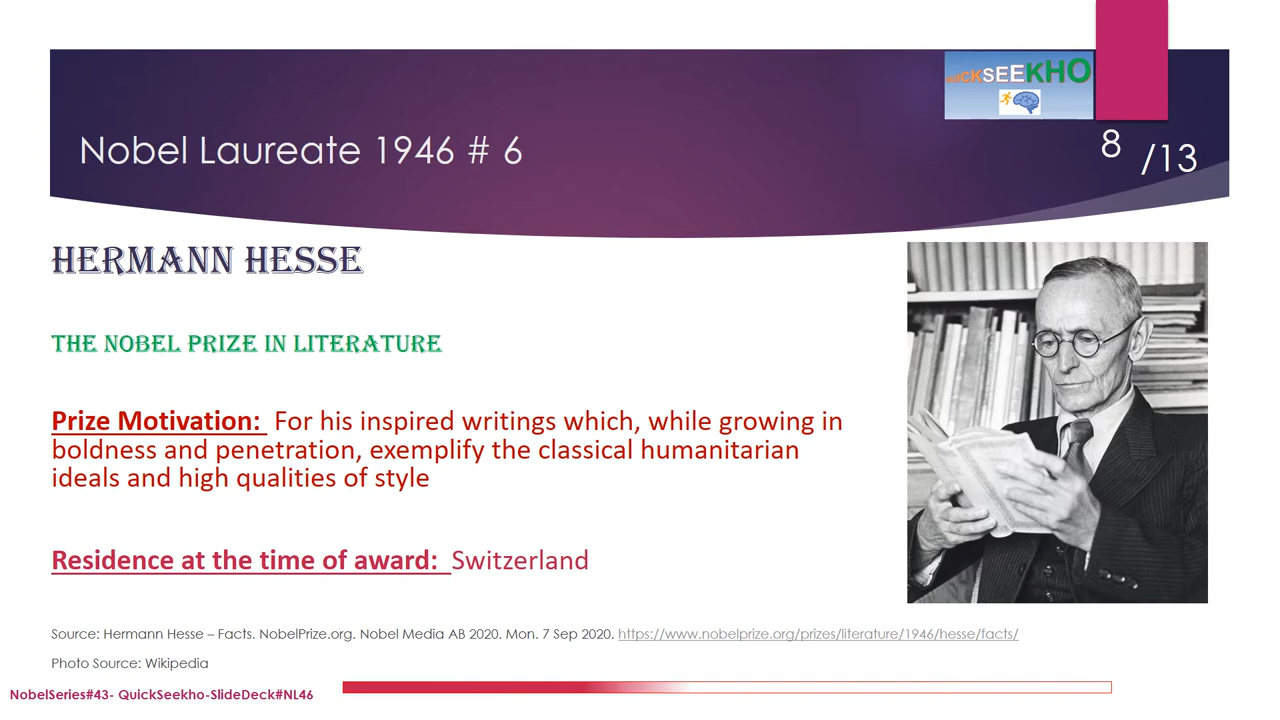 QUICKSEEKHO
Nobel Laureate 1946 # 6
8 /13
HERMANN HESSE
THE NOBEL PRIZE IN LITERATURE
Prize Motivation: For his inspired writings which, while growing in
boldness and penetration, exemplify the classical humanitarian
ideals and high qualities of style
Residence at the time of award: Switzerland
Source: Hermann Hesse – Facts. NobelPrize.org. Nobel Media AB 2020. Mon. 7 Sep 2020. https://www.nobelprize.org/prizes/literature/1946/hesse/facts/
Photo Source: Wikipedia
NobelSeries#43- QuickSeekho-SlideDeck#NL46